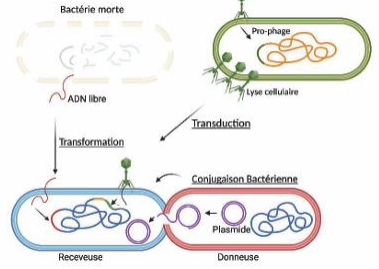 Bactérie morte
Pro-phage
ADN libre
Lyse cellulaire
Transduction
Transformation
Conjugaison Bactérienne
Plasmide
Receveuse
Donneuse